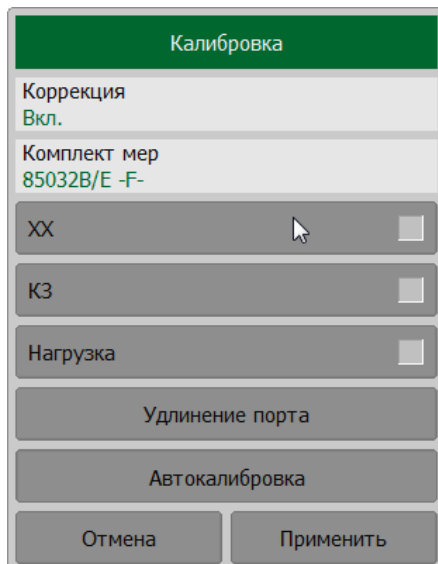 Калибровка
Коррекция
Вкл.
Комплект мер
85032B/E -F-
ХХ
КЗ
Нагрузка
Удлинение порта
Автокалибровка
Отмена
Применить